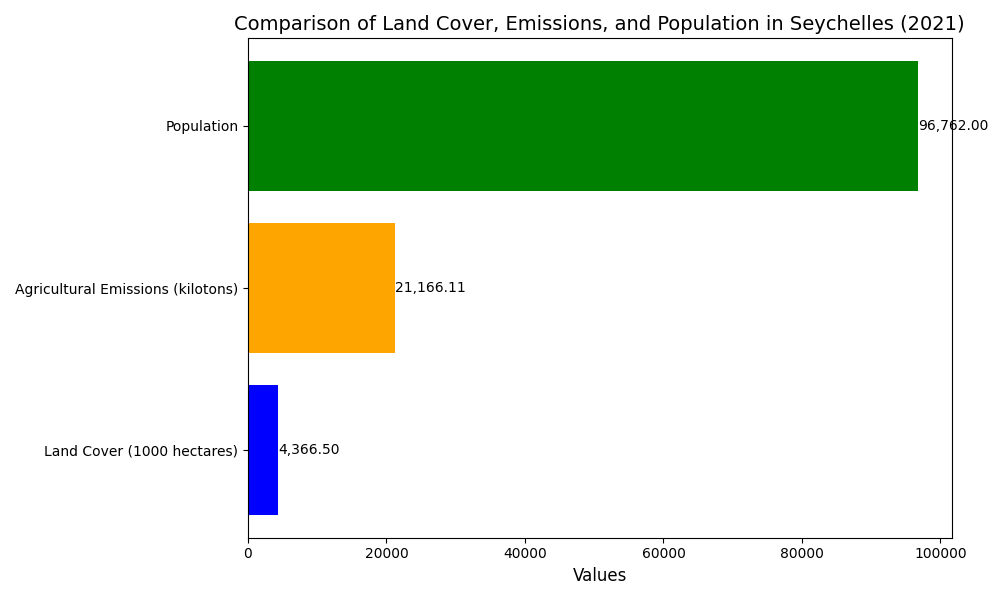 Comparison of Land Cover, Emissions, and Population in Seychelles (2021)
Population
96,762.00
Agricultural Emissions (kilotons)
21,166.11
Land Cover (1000 hectares)
4,366.50
0 20000 40000 60000 80000 100000
Values